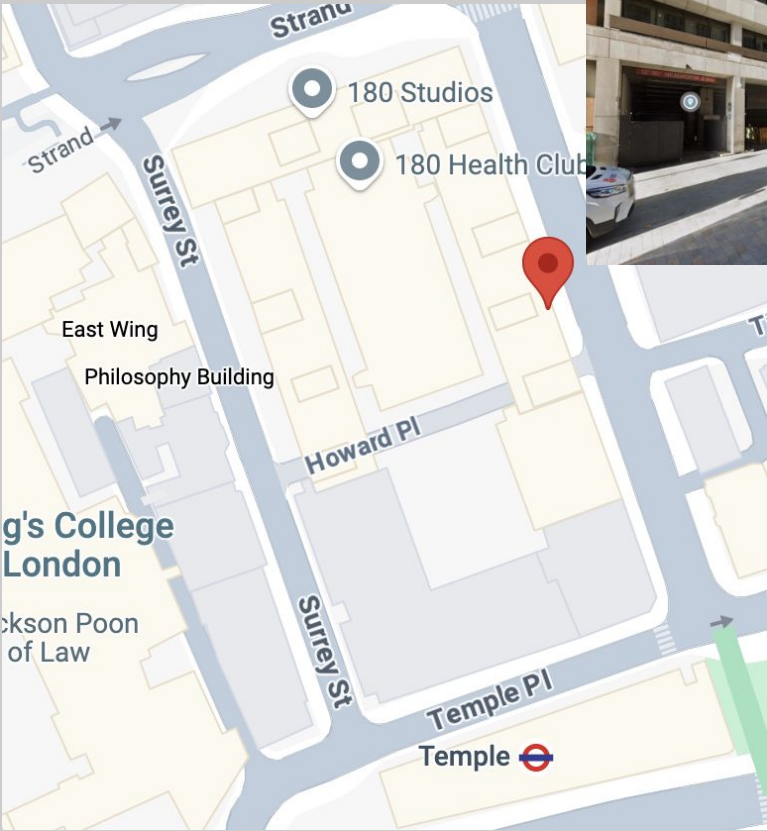 Strand
180 Studios
Strand
180 Health Club
Surrey St
East Wing
Philosophy Building
Howard Pl
g's College
London
ckson Poon
of Law
Surrey St
Temple Pl
Temple